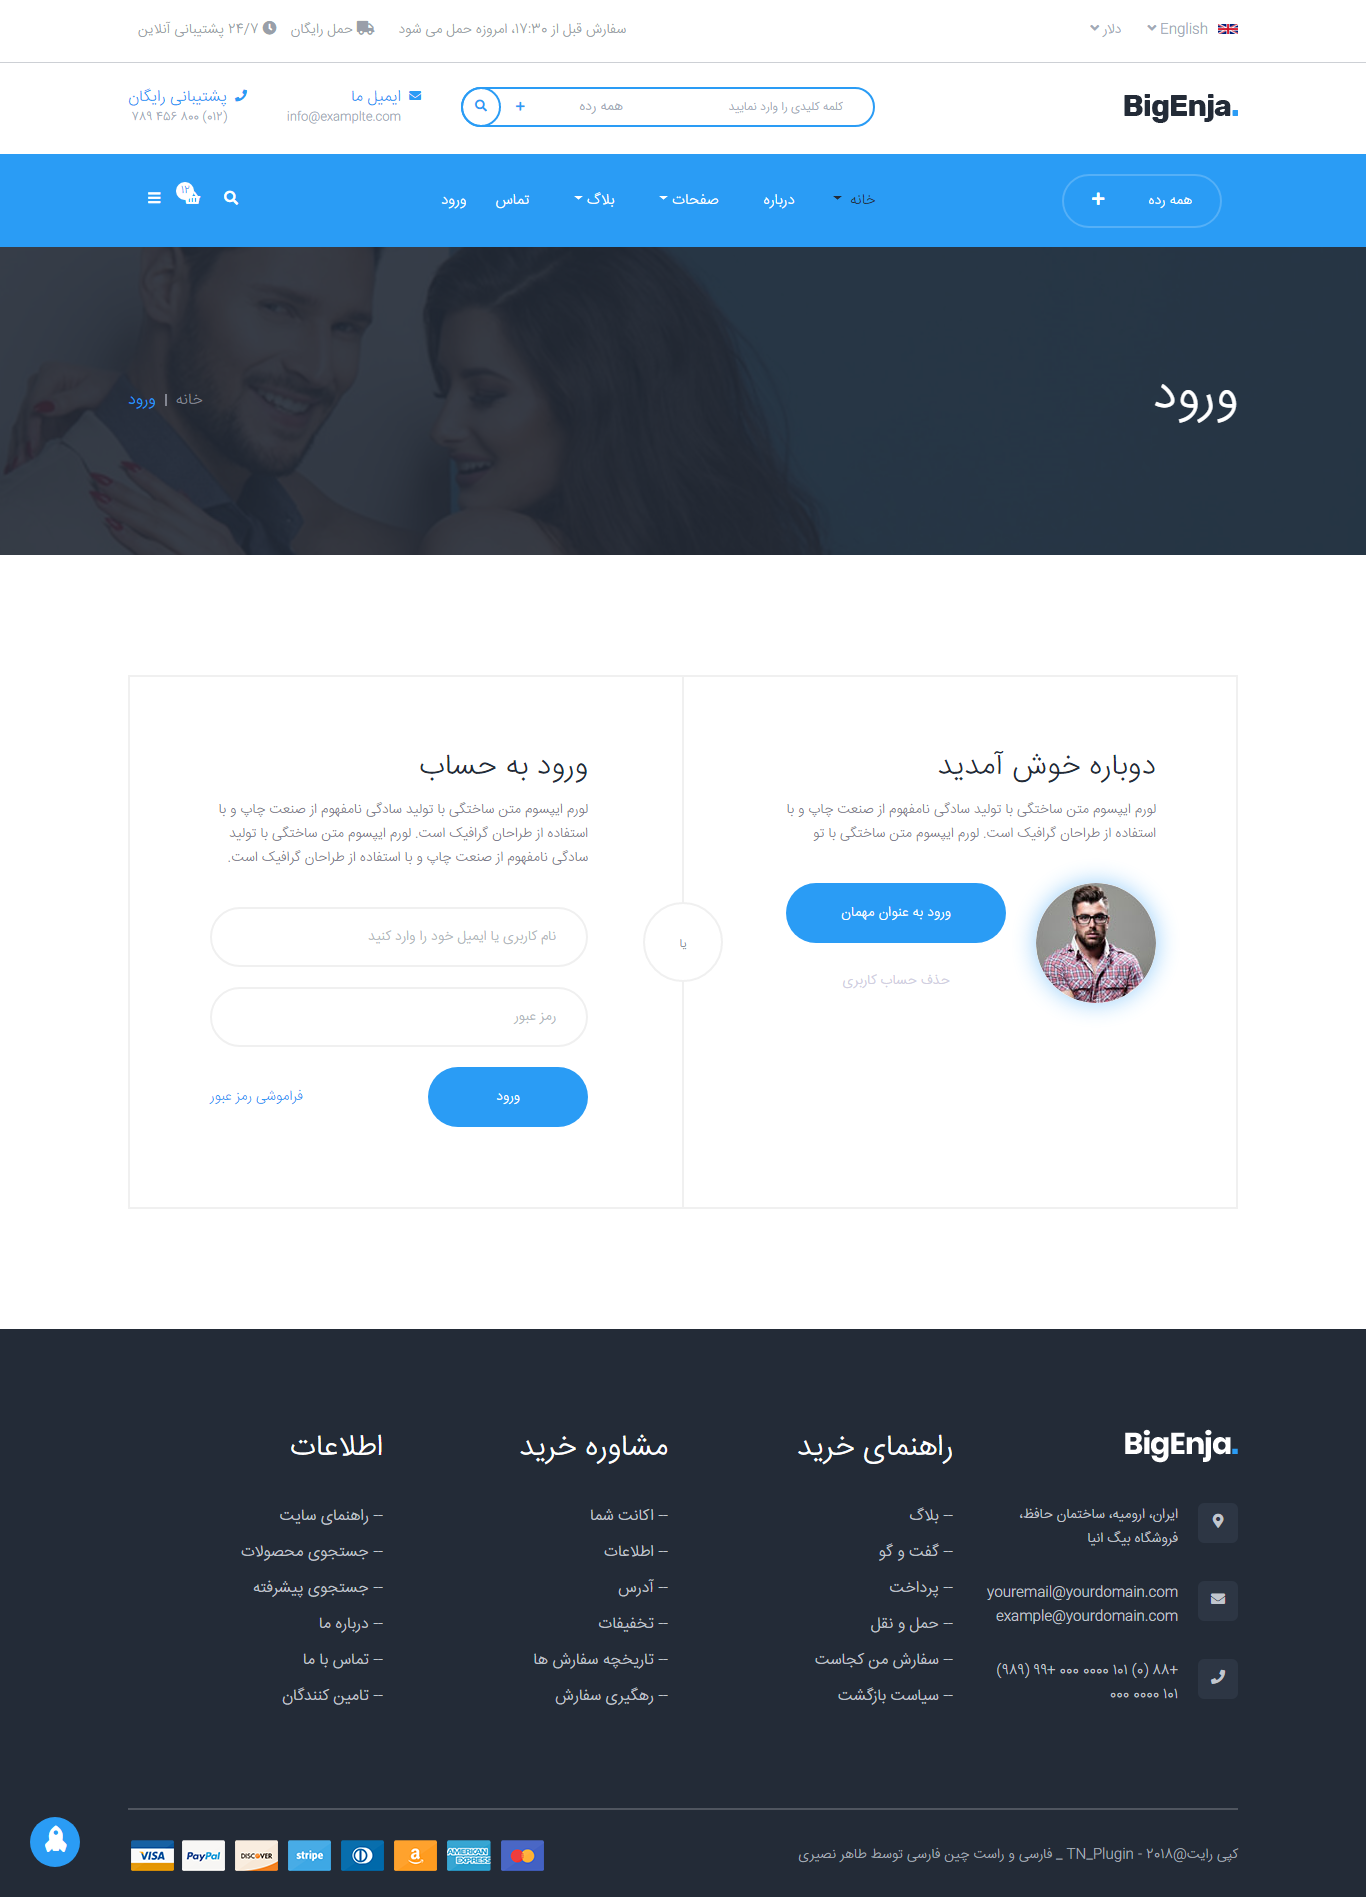 English
دلار
سفارش قبل از ۱۷:۳۰، امروزه حمل می شود
حمل رایگان
۲۴/۷ پشتیبانی آنلاین
BigEnja.
کلمه کلیدی را وارد نمایید
همه رده
ایمیل ما
info@examplte.com
پشتیبانی رایگان
(۰۱۲) ۸۰۰ ۴۵۶ ۷۸۹
همه رده
خانه
درباره
صفحات
بلاگ
تماس
ورود
۱۲
ورود
خانه | ورود
دوباره خوش آمدید
لورم ایپسوم متن ساختگی با تولید سادگی نامفهوم از صنعت چاپ و با
استفاده از طراحان گرافیک است. لورم ایپسوم متن ساختگی با تو
ورود به عنوان مهمان
حذف حساب کاربری
یا
ورود به حساب
لورم ایپسوم متن ساختگی با تولید سادگی نامفهوم از صنعت چاپ و با
استفاده از طراحان گرافیک است. لورم ایپسوم متن ساختگی با تولید
سادگی نامفهوم از صنعت چاپ و با استفاده از طراحان گرافیک است.
نام کاربری یا ایمیل خود را وارد کنید
رمز عبور
ورود
فراموشی رمز عبور
BigEnja.
ایران، ارومیه، ساختمان حافظ،
فروشگاه بیگ انیا
youremail@yourdomain.com
example@yourdomain.com
+۸۸ (۰) ۱۰۱ ۰۰۰۰ ۰۰۰ +۹۹ (۹۸۹)
۱۰۱ ۰۰۰۰ ۰۰۰
راهنمای خرید
– بلاگ
– گفت و گو
– پرداخت
– حمل و نقل
– سفارش من کجاست
– سیاست بازگشت
مشاوره خرید
– اکانت شما
– اطلاعات
– آدرس
– تخفیفات
– تاریخچه سفارش ها
– رهگیری سفارش
اطلاعات
– راهنمای سایت
– جستجوی محصولات
– جستجوی پیشرفته
– درباره ما
– تماس با ما
– تامین کنندگان
کپی رایت@۲۰۱۸ - TN_Plugin _ فارسی و راست چین فارسی توسط طاهر نصیری
VISA
PayPal
DISCOVER
stripe
a
AMERICAN EXPRESS